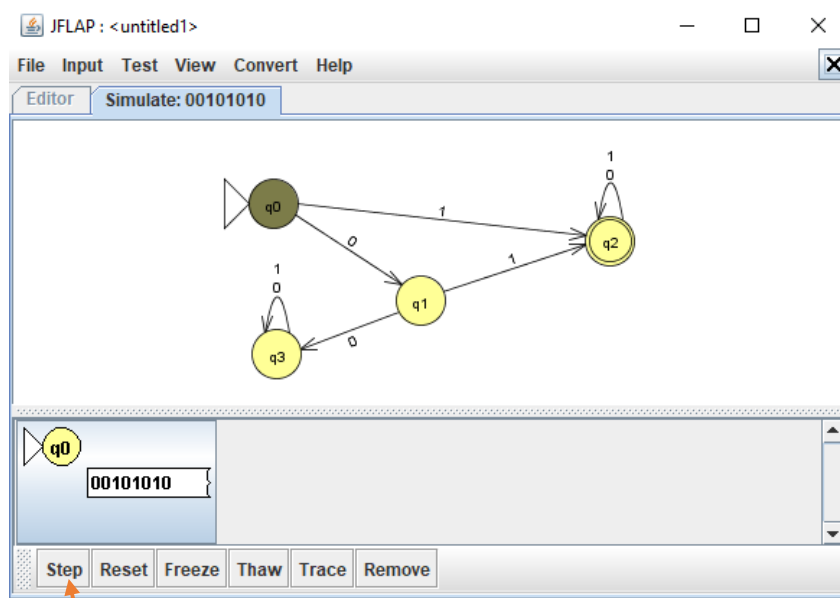 JFLAP : <untitled1>
File Input Test View Convert Help
Editor Simulate: 00101010
1
0
q0
1
q2
0
1
q1
1
0
0
q3
q0
00101010
Step Reset Freeze Thaw Trace Remove